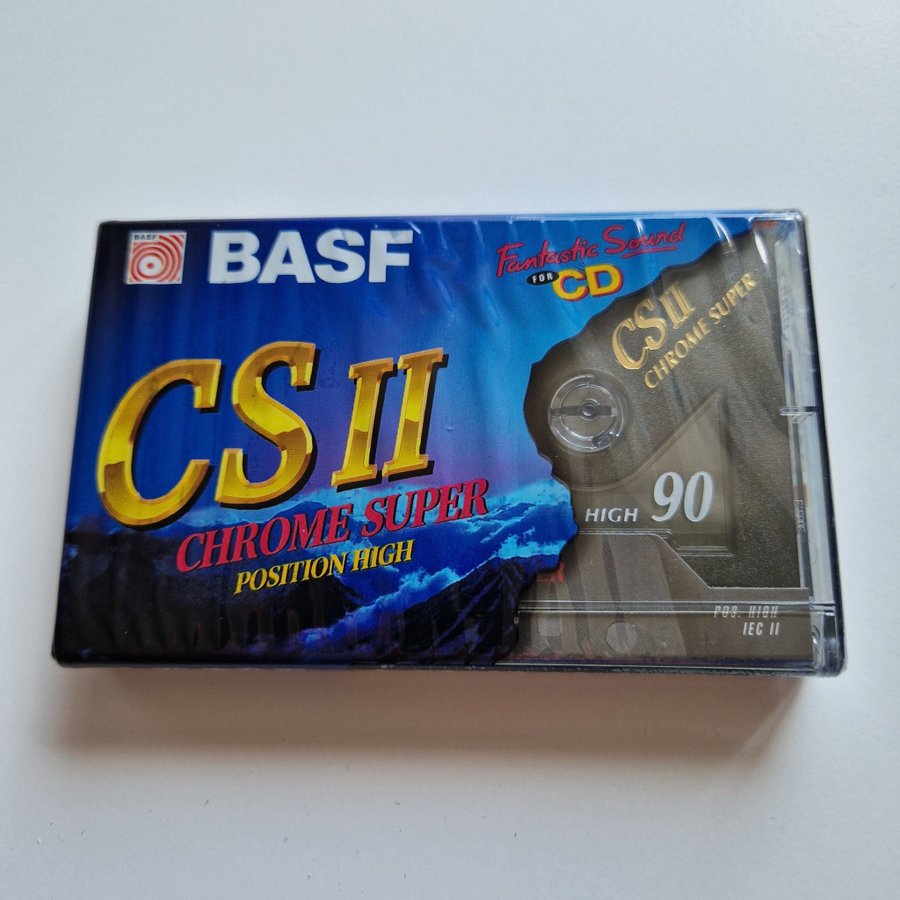 BASF
BASF
Fantastic Sound
FOR CD
CS II
CHROME SUPER
POSITION HIGH
CS II
CHROME SUPER
HIGH 90
POS. HIGH
IEC II